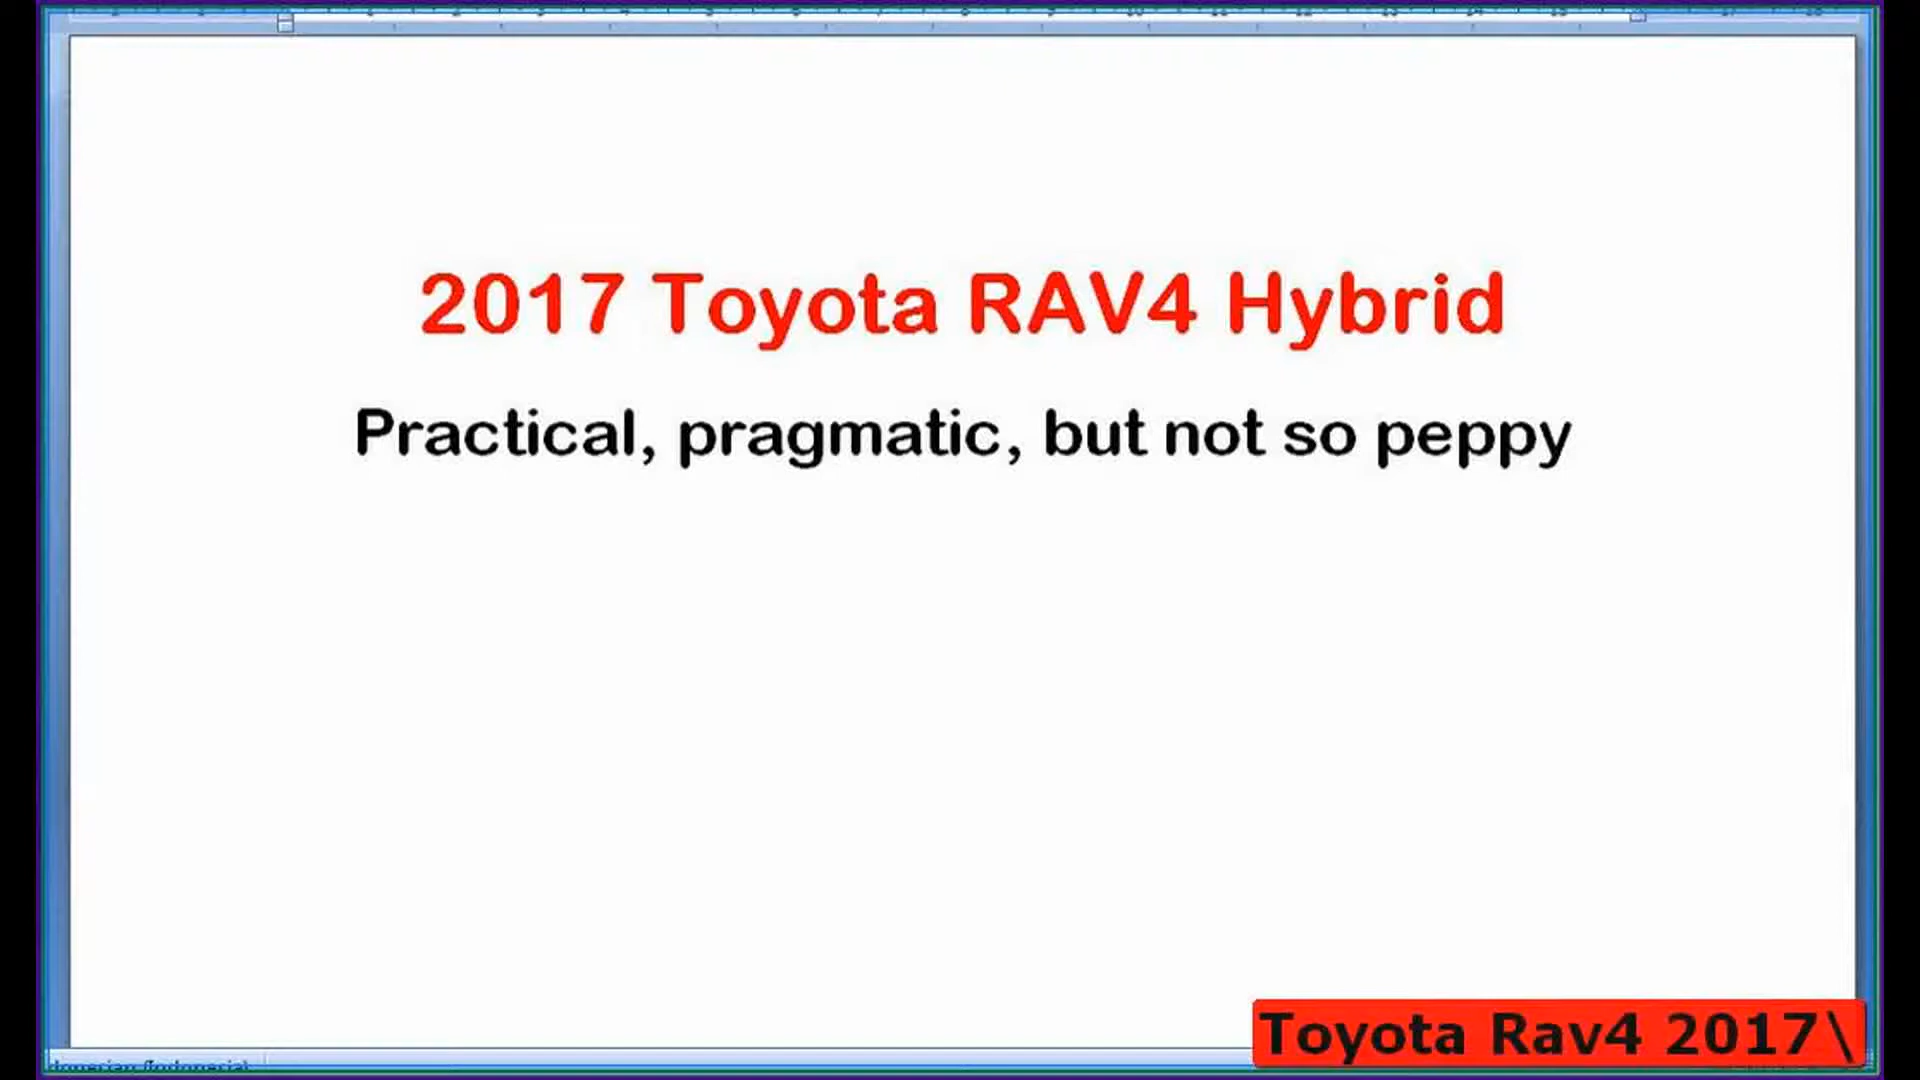 2017 Toyota RAV4 Hybrid
Practical, pragmatic, but not so peppy
Toyota Rav4 2017\